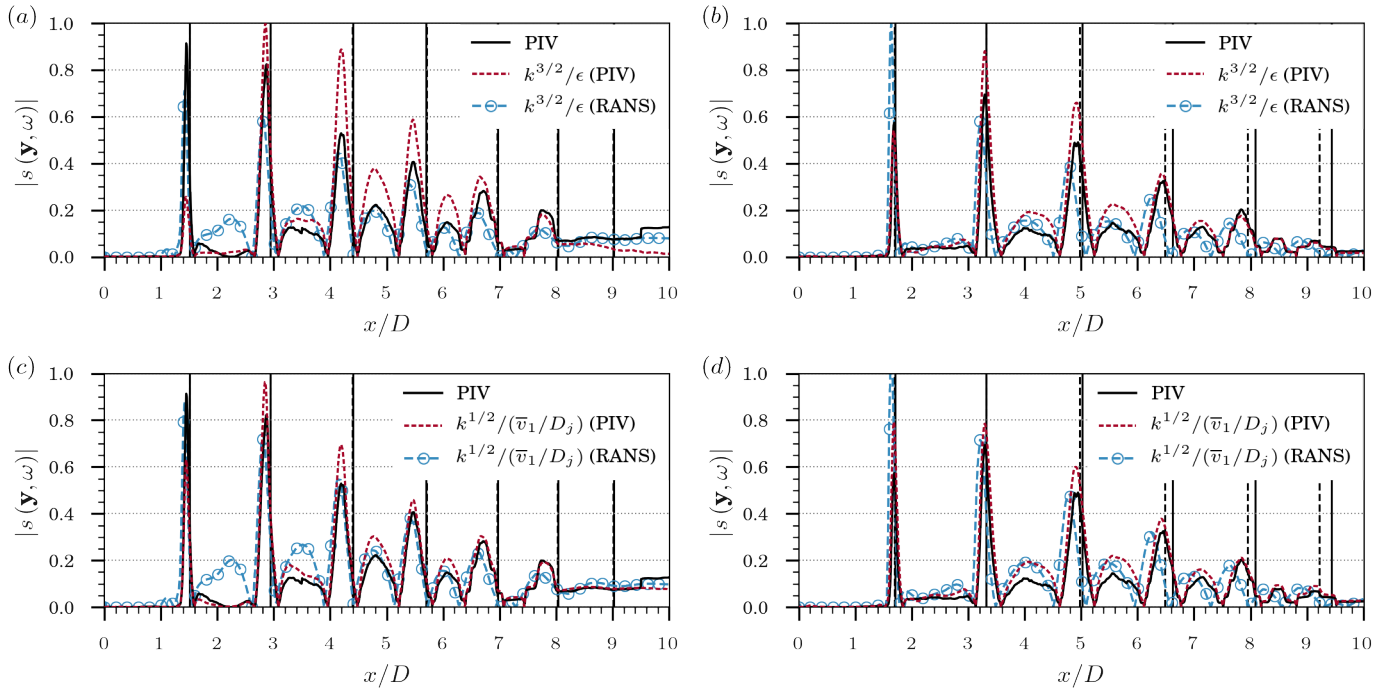 (a)
|s (y, ω)|
1.0
0.8
0.6
0.4
0.2
0.0
PIV
k^{3/2}/ϵ (PIV)
k^{3/2}/ϵ (RANS)
0 1 2 3 4 5 6 7 8 9 10
x/D
(b)
|s (y, ω)|
1.0
0.8
0.6
0.4
0.2
0.0
PIV
k^{3/2}/ϵ (PIV)
k^{3/2}/ϵ (RANS)
0 1 2 3 4 5 6 7 8 9 10
x/D
(c)
|s (y, ω)|
1.0
0.8
0.6
0.4
0.2
0.0
PIV
k^{1/2}/(v̅₁/D_j) (PIV)
k^{1/2}/(v̅₁/D_j) (RANS)
0 1 2 3 4 5 6 7 8 9 10
x/D
(d)
|s (y, ω)|
1.0
0.8
0.6
0.4
0.2
0.0
PIV
k^{1/2}/(v̅₁/D_j) (PIV)
k^{1/2}/(v̅₁/D_j) (RANS)
0 1 2 3 4 5 6 7 8 9 10
x/D